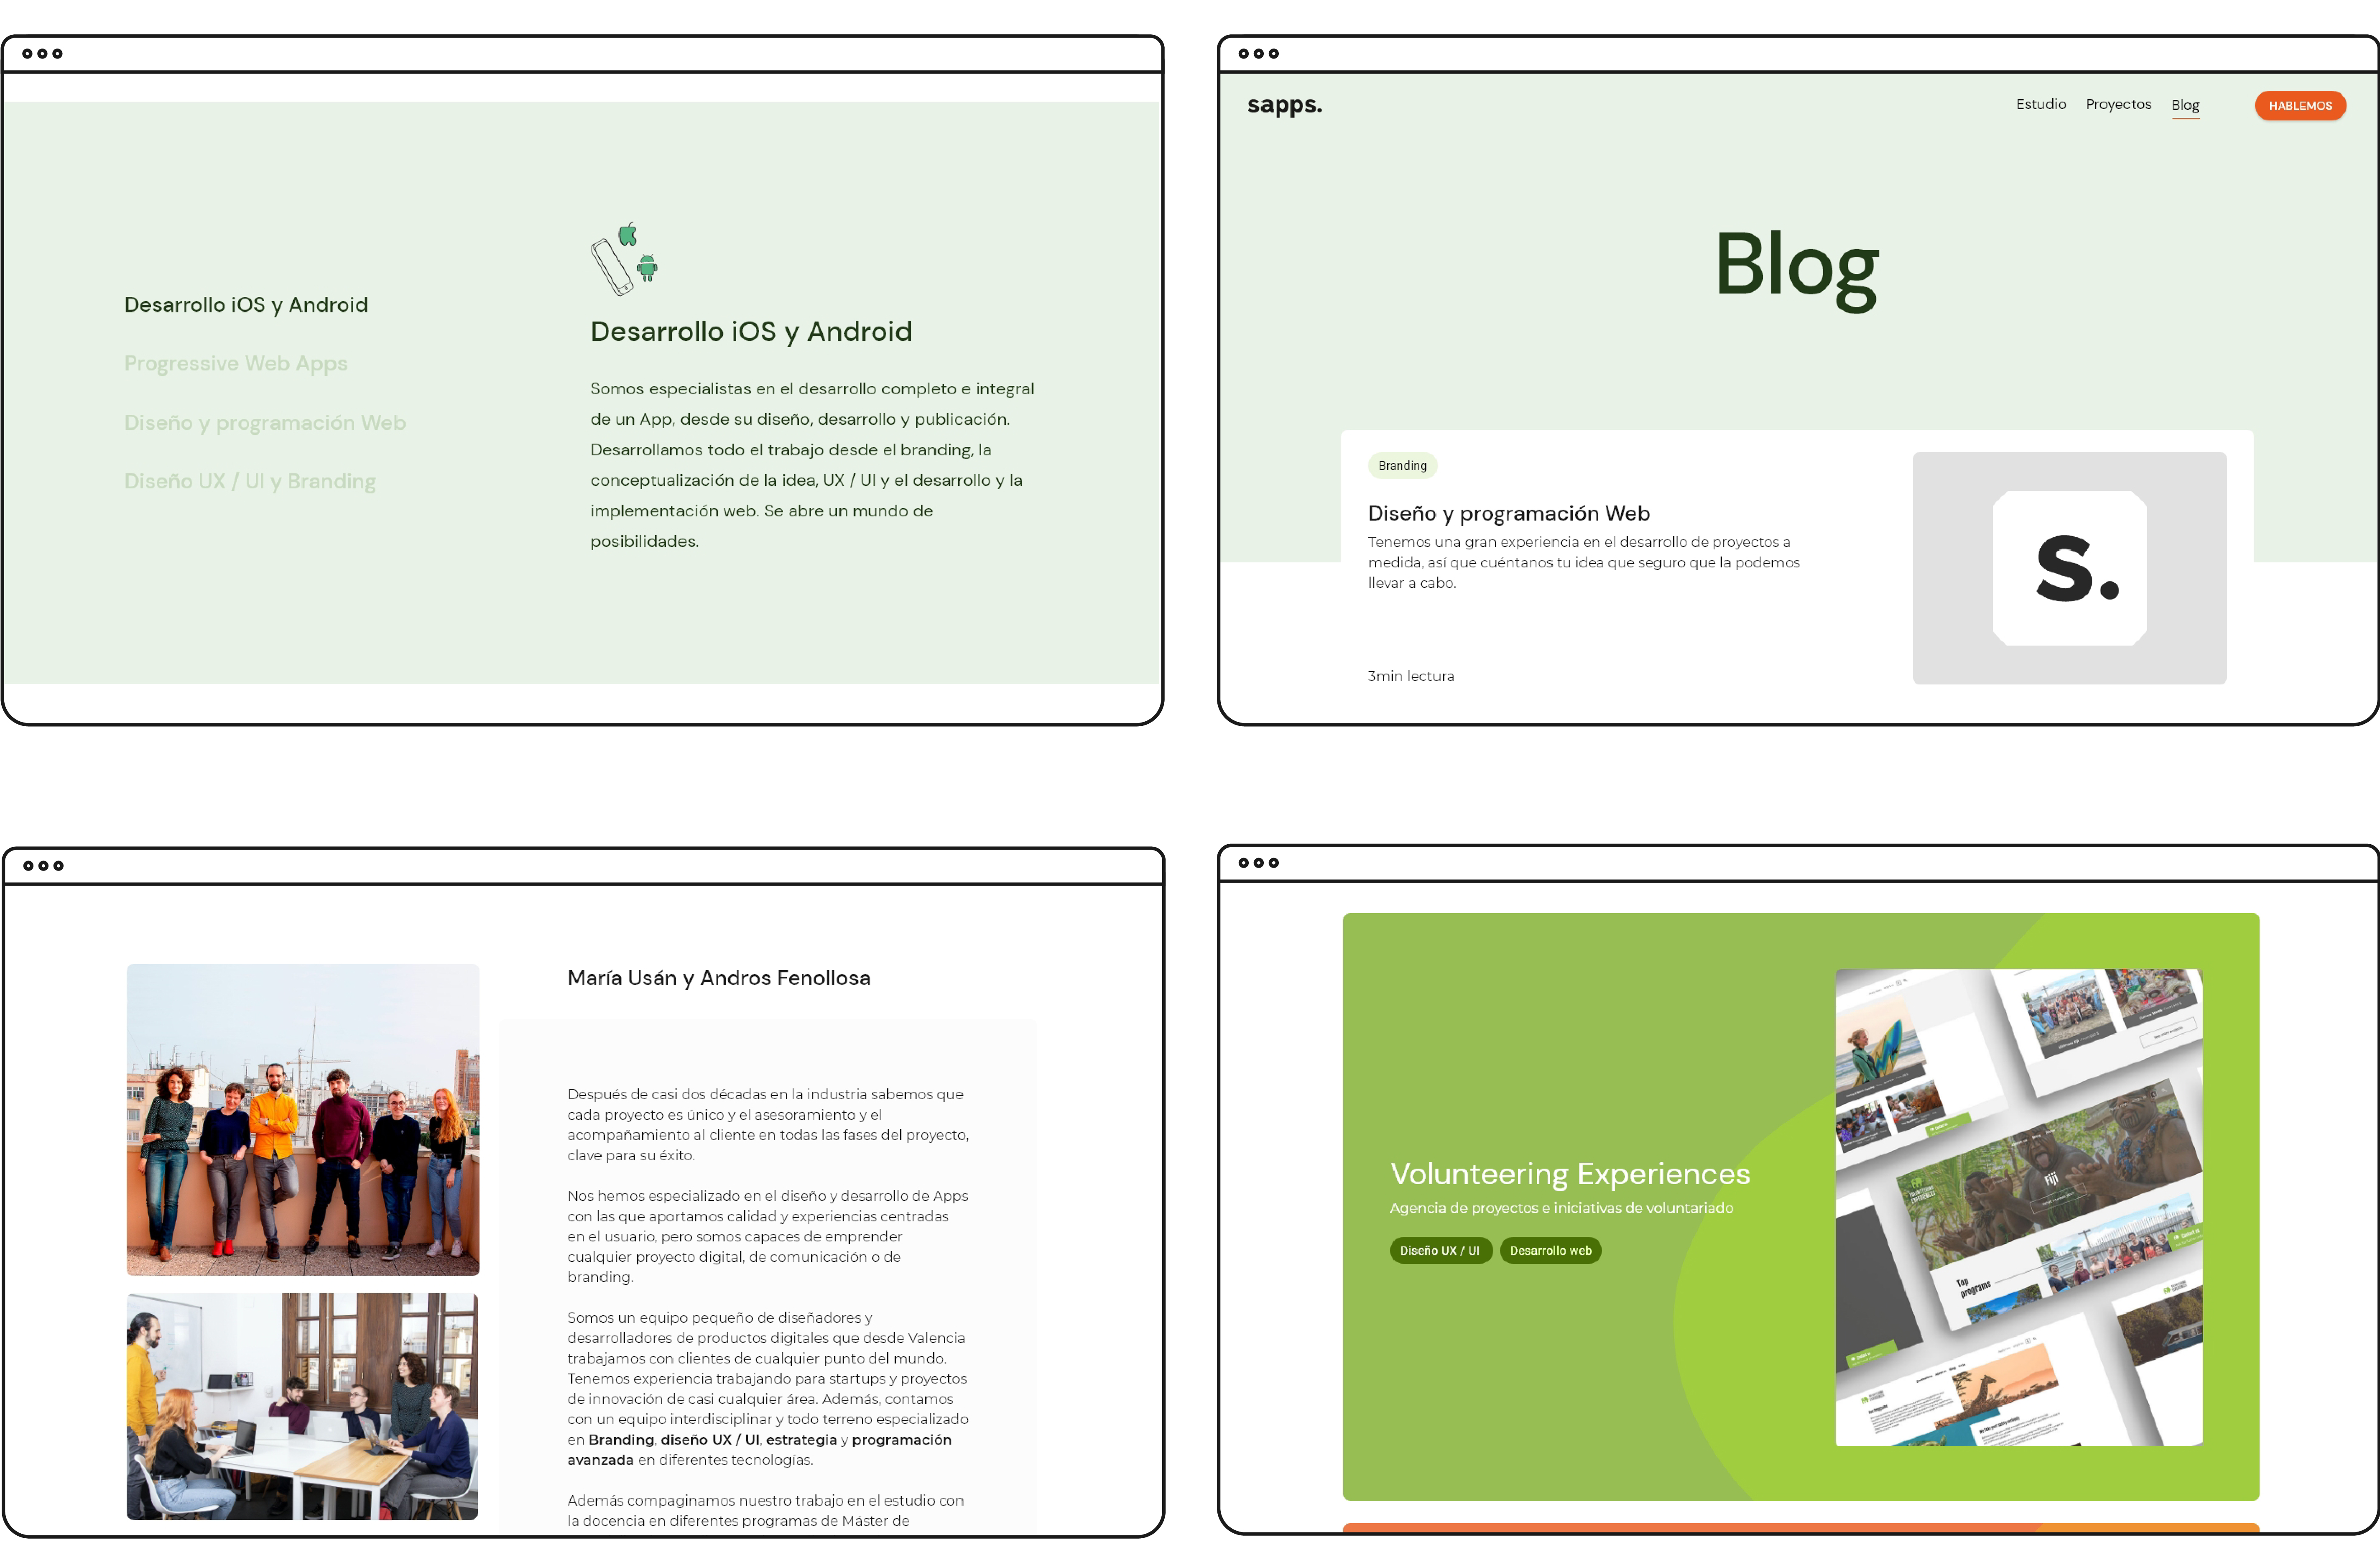 Desarrollo iOS y Android
Progressive Web Apps
Diseño y programación Web
Diseño UX / UI y Branding
Desarrollo iOS y Android
Somos especialistas en el desarrollo completo e integral
de un App, desde su diseño, desarrollo y publicación.
Desarrollamos todo el trabajo desde el branding, la
conceptualización de la idea, UX / UI y el desarrollo y la
implementación web. Se abre un mundo de
posibilidades.
sapps.
Estudio Proyectos Blog HABLEMOS
Blog
Branding
Diseño y programación Web
Tenemos una gran experiencia en el desarrollo de proyectos a
medida, así que cuéntanos tu idea que seguro que la podemos
llevar a cabo.
3min lectura
s.
María Usán y Andros Fenollosa
Después de casi dos décadas en la industria sabemos que
cada proyecto es único y el asesoramiento y el
acompañamiento al cliente en todas las fases del proyecto,
clave para su éxito.
Nos hemos especializado en el diseño y desarrollo de Apps
con las que aportamos calidad y experiencias centradas
en el usuario, pero somos capaces de emprender
cualquier proyecto digital, de comunicación o de
branding.
Somos un equipo pequeño de diseñadores y
desarrolladores de productos digitales que desde Valencia
trabajamos con clientes de cualquier punto del mundo.
Tenemos experiencia trabajando para startups y proyectos
de innovación de casi cualquier área. Además, contamos
con un equipo interdisciplinar y todo terreno especializado
en Branding, diseño UX / UI, estrategia y programación
avanzada en diferentes tecnologías.
Además compaginamos nuestro trabajo en el estudio con
la docencia en diferentes programas de Máster de
Volunteering Experiences
Agencia de proyectos e iniciativas de voluntariado
Diseño UX / UI Desarrollo web
Fiji
Top
programs